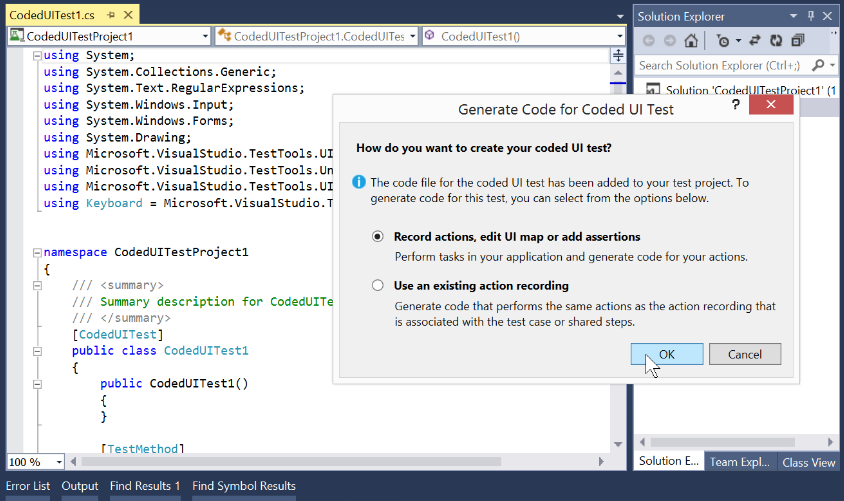 CodedUITest1.cs
CodedUITestProject1
CodedUITestProject1.CodedUITes
CodedUITest1()
using System;
using System.Collections.Generic;
using System.Text.RegularExpressions;
using System.Windows.Input;
using System.Windows.Forms;
using System.Drawing;
using Microsoft.VisualStudio.TestTools.UI
using Microsoft.VisualStudio.TestTools.Un
using Microsoft.VisualStudio.TestTools.UI
using Keyboard = Microsoft.VisualStudio.T
namespace CodedUITestProject1
{
/// <summary>
/// Summary description for CodedUITe
/// </summary>
[CodedUITest]
public class CodedUITest1
{
public CodedUITest1()
{
}
[TestMethod]
100 %
Generate Code for Coded UI Test
?
How do you want to create your coded UI test?
The code file for the coded UI test has been added to your test project. To
generate code for this test, you can select from the options below.
Record actions, edit UI map or add assertions
Perform tasks in your application and generate code for your actions.
Use an existing action recording
Generate code that performs the same actions as the action recording that
is associated with the test case or shared steps.
OK
Cancel
Solution Explorer
Search Solution Explorer (Ctrl+;)
Solution 'CodedUITestProject1' (1
Solution E...
Team Expl...
Class View
Error List
Output
Find Results 1
Find Symbol Results